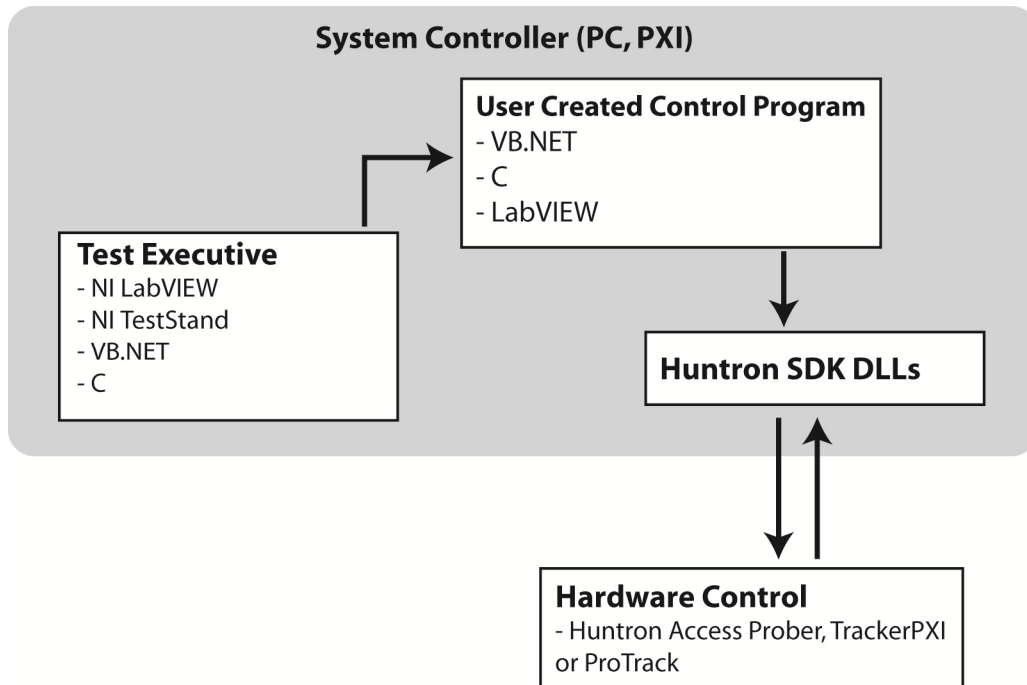 System Controller (PC, PXI)
User Created Control Program
- VB.NET
- C
- LabVIEW
Test Executive
- NI LabVIEW
- NI TestStand
- VB.NET
- C
Huntron SDK DLLs
Hardware Control
- Huntron Access Prober, TrackerPXI
or ProTrack